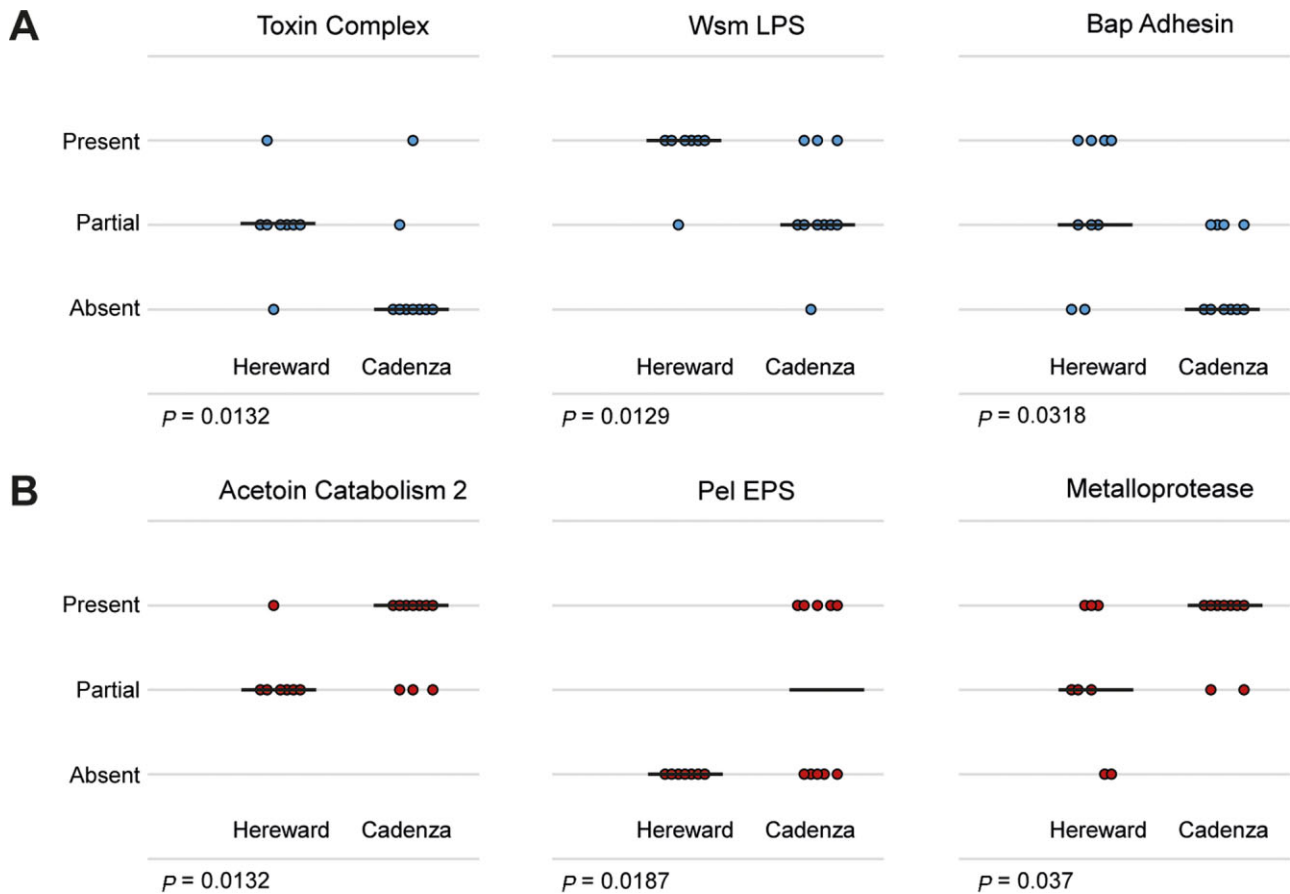 A
Toxin Complex
Wsm LPS
Bap Adhesin
Present
Partial
Absent
Hereward Cadenza
Hereward Cadenza
Hereward Cadenza
P = 0.0132
P = 0.0129
P = 0.0318
B
Acetoin Catabolism 2
Pel EPS
Metalloprotease
Present
Partial
Absent
Hereward Cadenza
Hereward Cadenza
Hereward Cadenza
P = 0.0132
P = 0.0187
P = 0.037